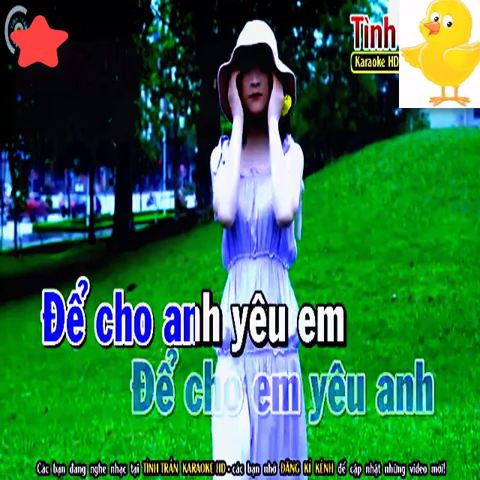 Tình
Karaoke HD
Để cho anh yêu em
Để cho em yêu anh
Các bạn đang nghe nhạc tại TÌNH TRẦN KARAOKE HD - các bạn nhớ ĐĂNG KÍ KÊNH để cập nhật những video mới!